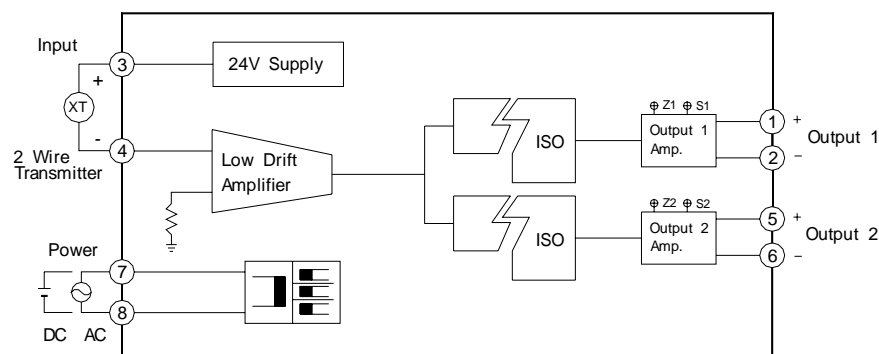 Input
3
24V Supply
+
XT
-
4
2 Wire
Transmitter
Low Drift
Amplifier
ISO
Z1 S1
Output 1
Amp.
1 +
2 −
Output 1
ISO
Z2 S2
Output 2
Amp.
5 +
6 −
Output 2
Power
7
8
DC AC